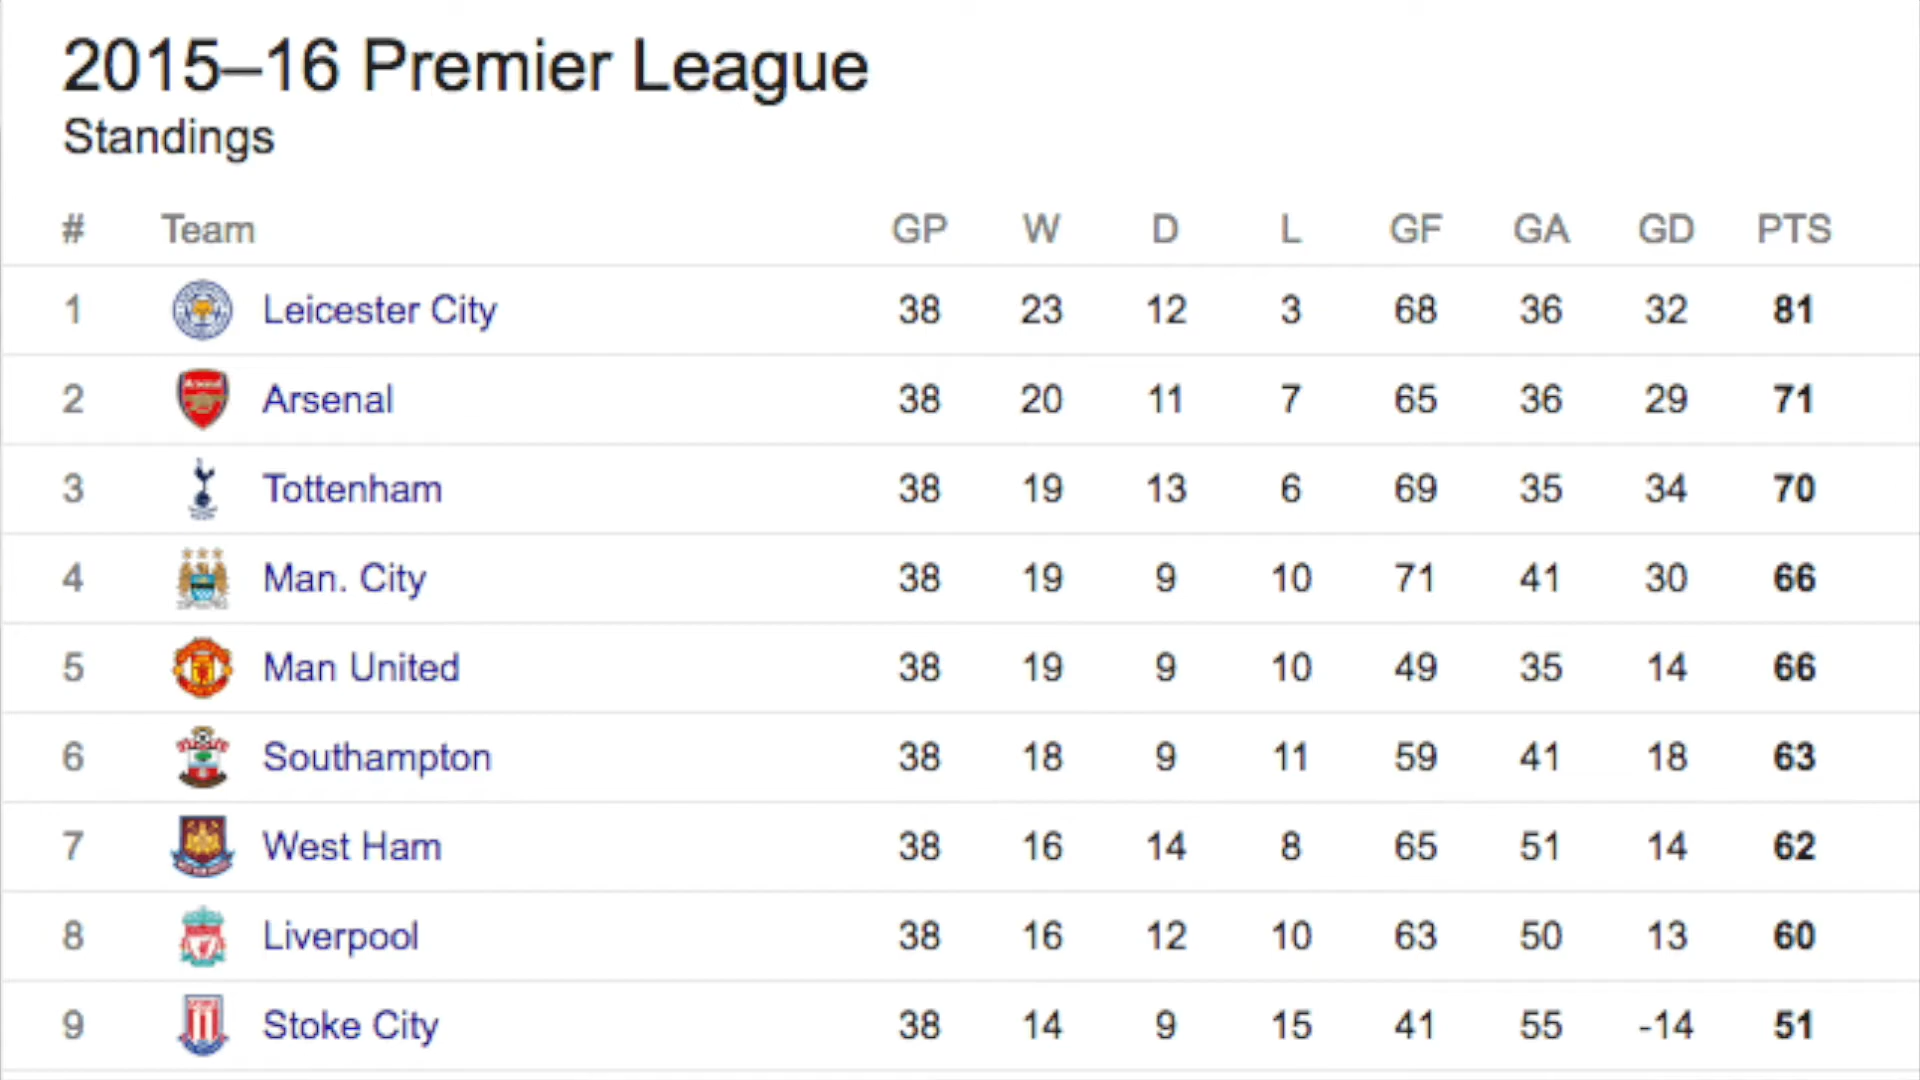 2015–16 Premier League
Standings
# Team GP W D L GF GA GD PTS
1 Leicester City 38 23 12 3 68 36 32 81
2 Arsenal 38 20 11 7 65 36 29 71
3 Tottenham 38 19 13 6 69 35 34 70
4 Man. City 38 19 9 10 71 41 30 66
5 Man United 38 19 9 10 49 35 14 66
6 Southampton 38 18 9 11 59 41 18 63
7 West Ham 38 16 14 8 65 51 14 62
8 Liverpool 38 16 12 10 63 50 13 60
9 Stoke City 38 14 9 15 41 55 -14 51